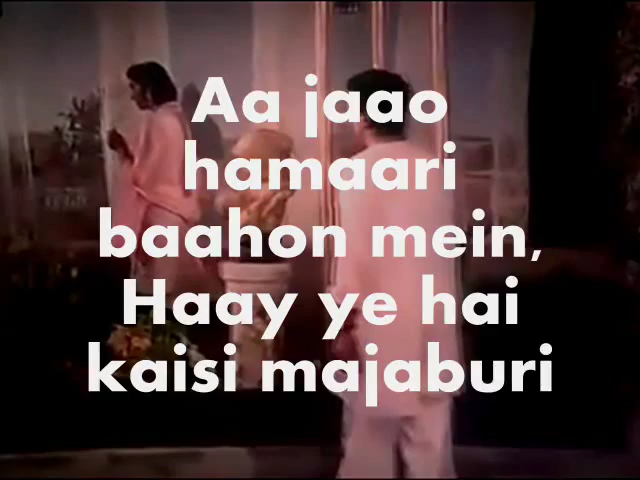 Aa jaao
hamaari
baahon mein,
Haay ye hai
kaisi majaburi